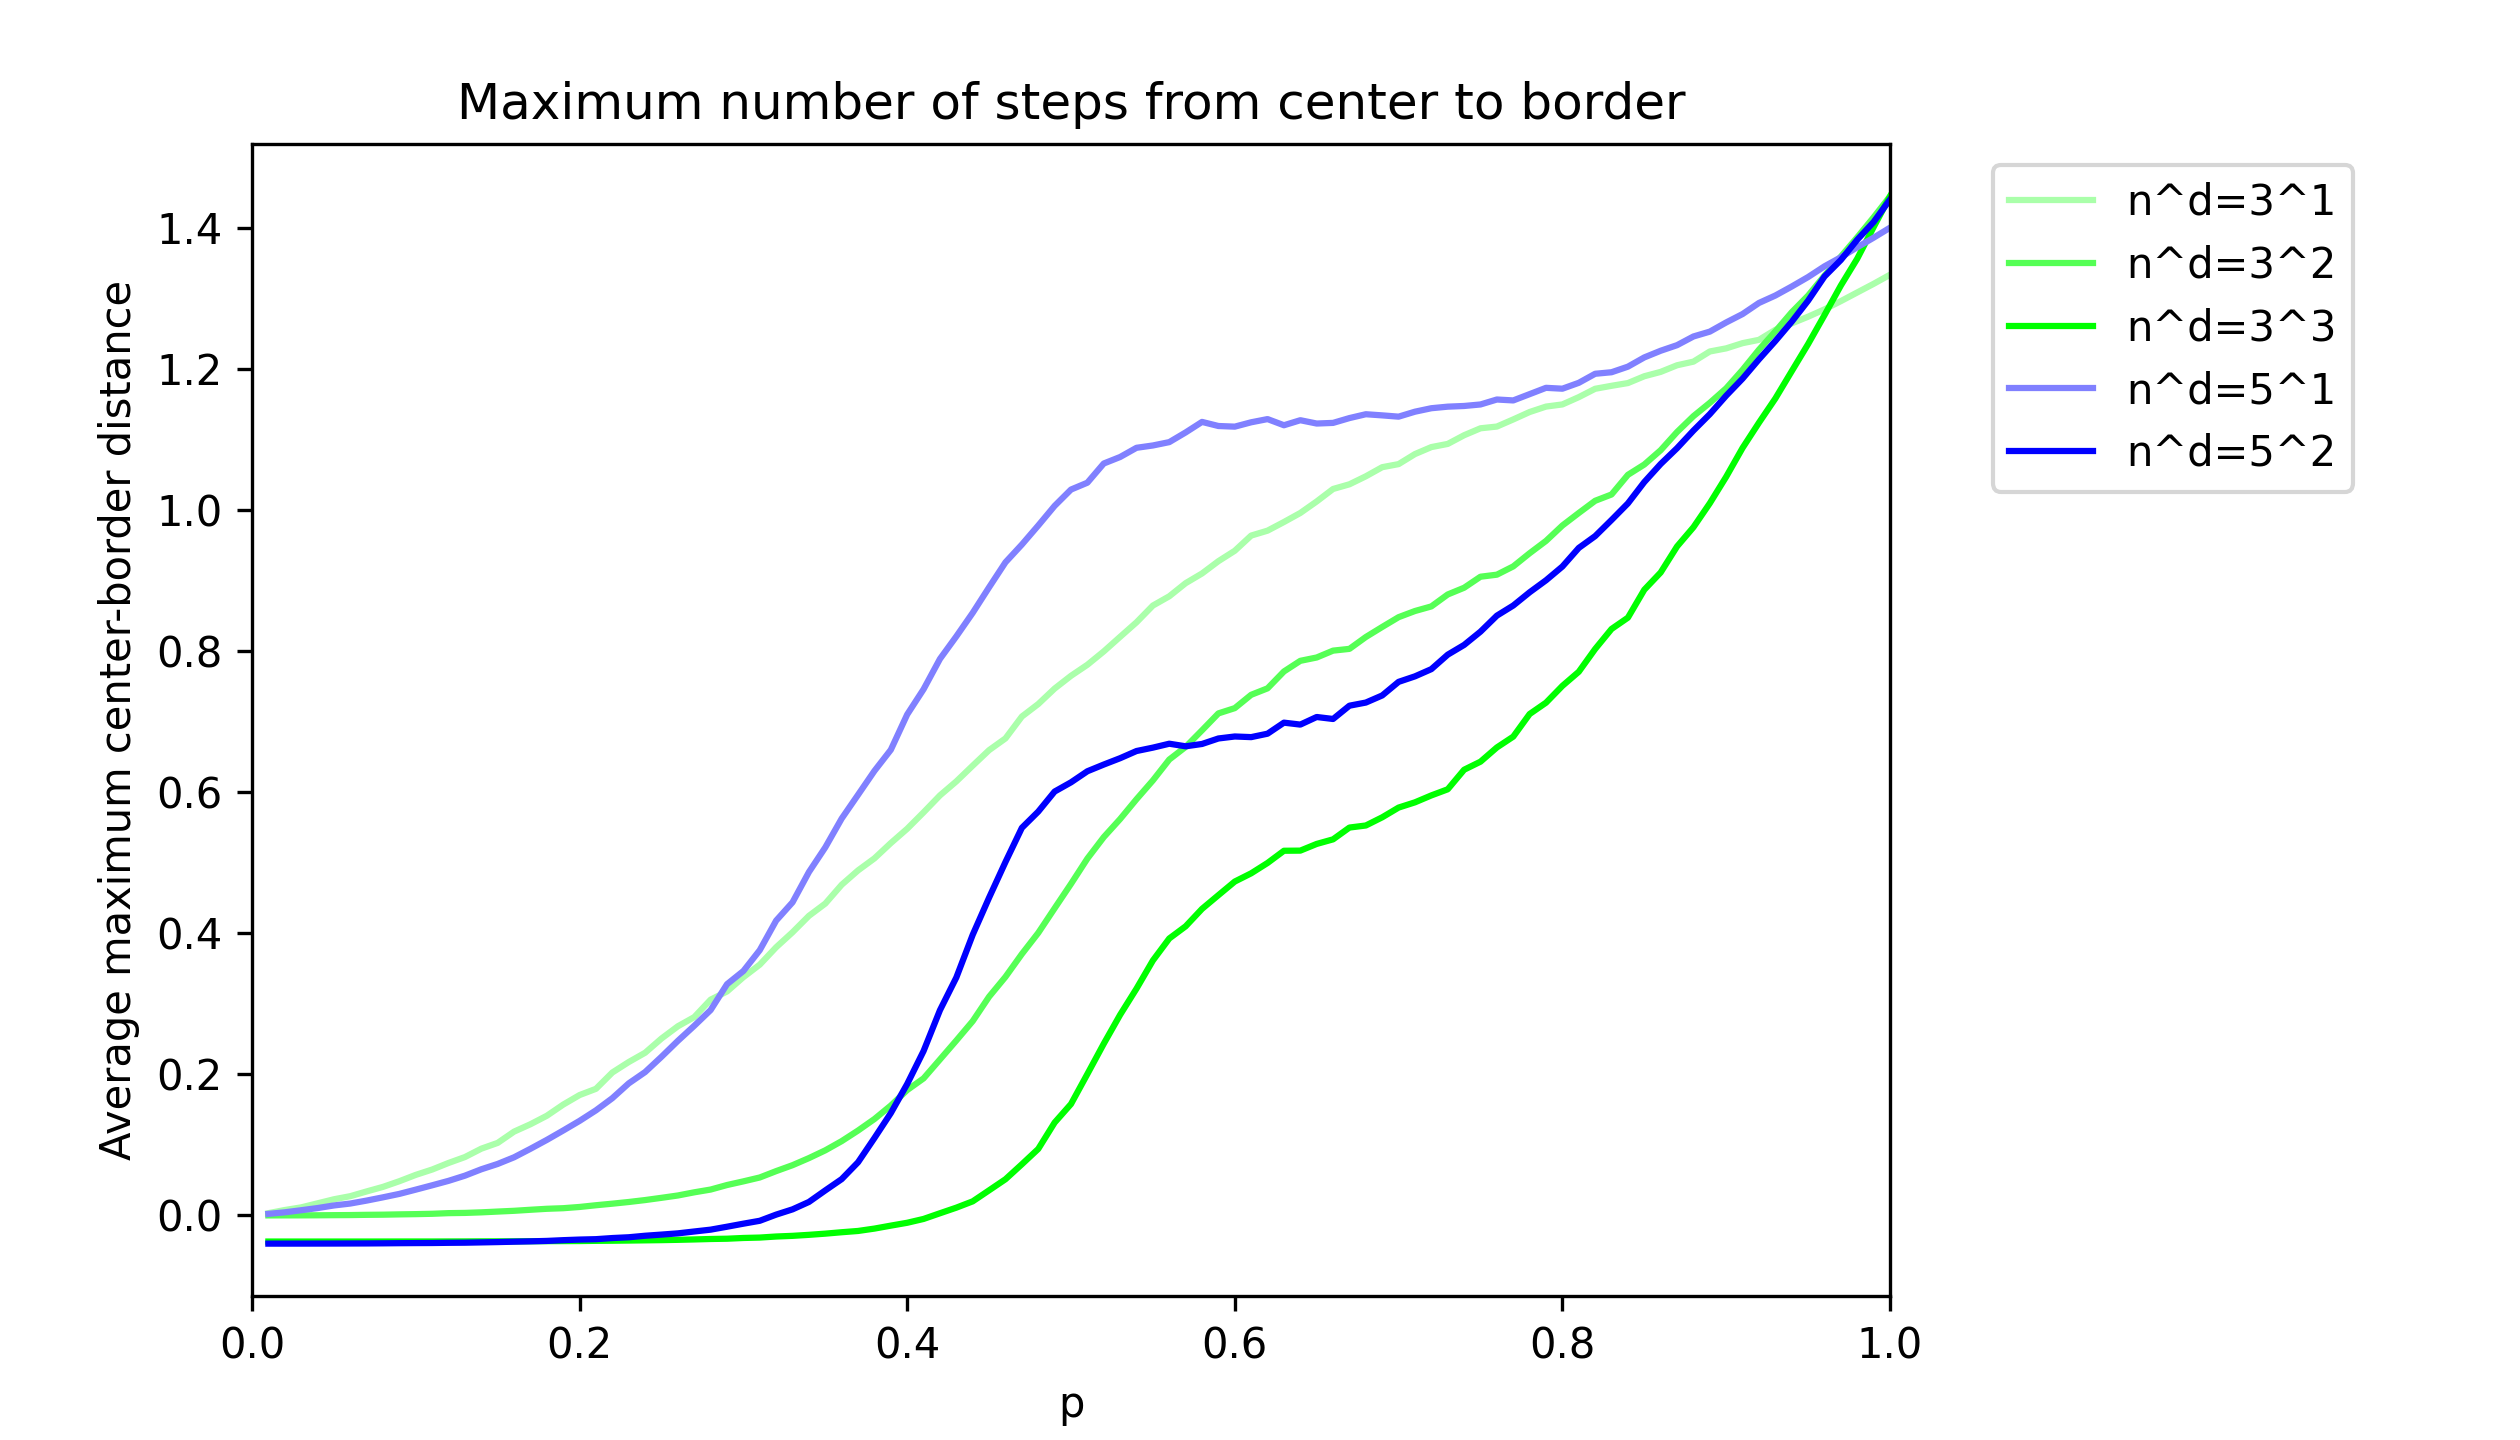 Maximum number of steps from center to border
Average maximum center-border distance
1.4
1.2
1.0
0.8
0.6
0.4
0.2
0.0
0.0 0.2 0.4 0.6 0.8 1.0
p
n^d=3^1
n^d=3^2
n^d=3^3
n^d=5^1
n^d=5^2